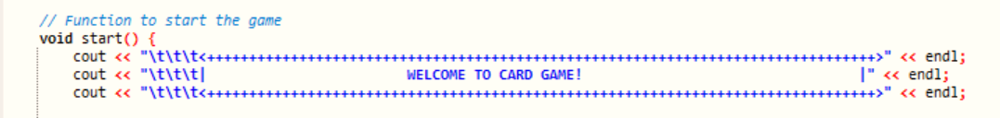 // Function to start the game
void start() {
    cout << "\t\t\t<++++++++++++++++++++++++++++++++++++++++++++++++++++++++++++++++++++++++++++++++>" << endl;
    cout << "\t\t\t|                        WELCOME TO CARD GAME!                                 |" << endl;
    cout << "\t\t\t<++++++++++++++++++++++++++++++++++++++++++++++++++++++++++++++++++++++++++++++++>" << endl;